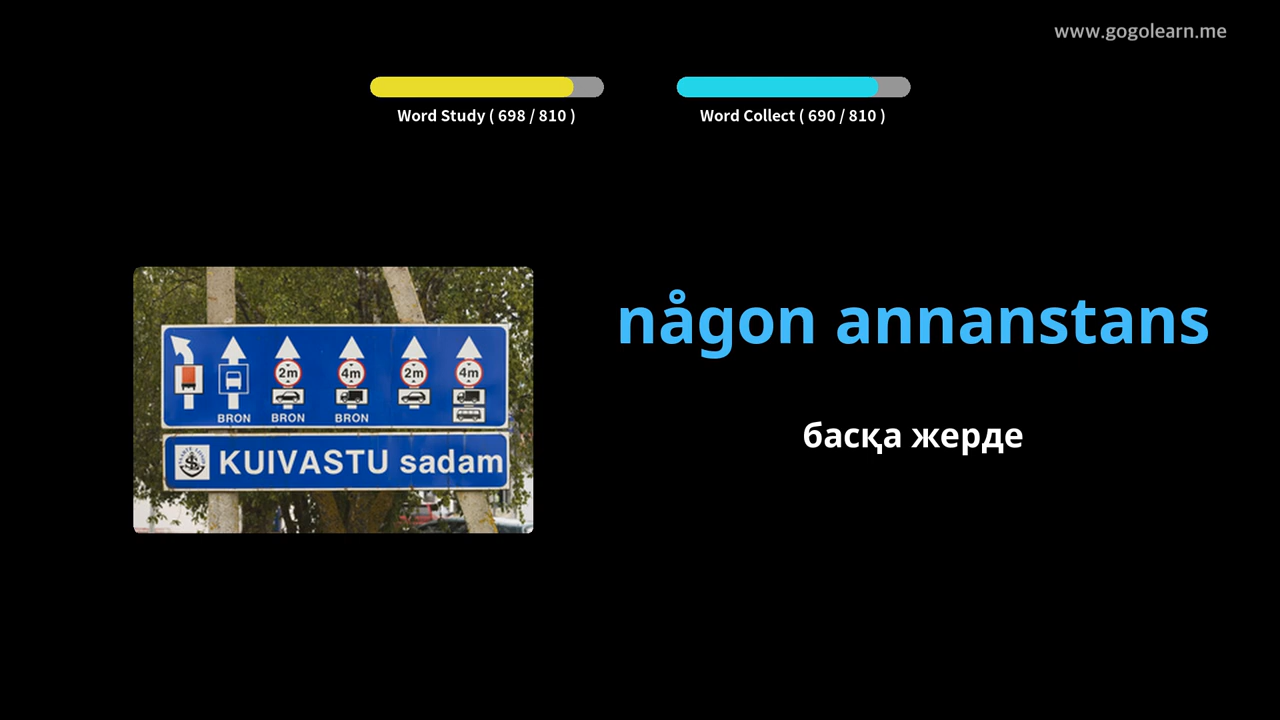 www.gogolearn.me
Word Study ( 698 / 810 )
Word Collect ( 690 / 810 )
2m
4m
2m
4m
BRON
BRON
BRON
KUIVASTU sadam
någon annanstans
басқа жерде